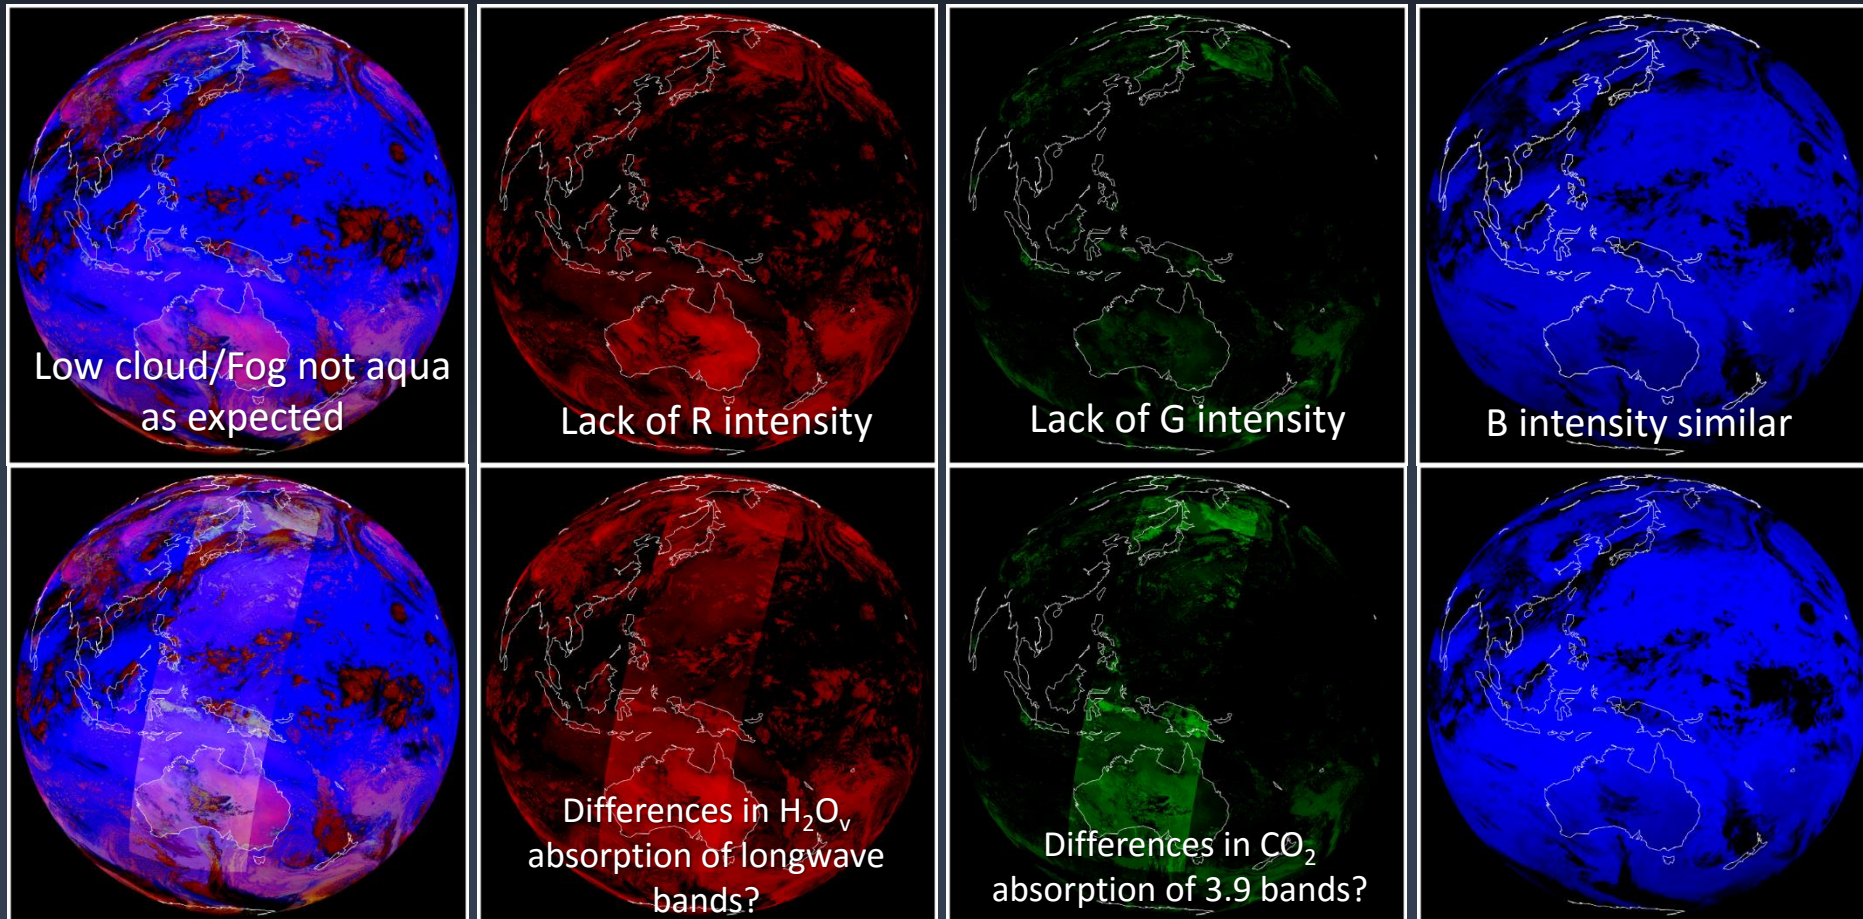 Low cloud/Fog not aqua
as expected
Lack of R intensity
Lack of G intensity
B intensity similar
Differences in H₂Oᵥ
absorption of longwave
bands?
Differences in CO₂
absorption of 3.9 bands?